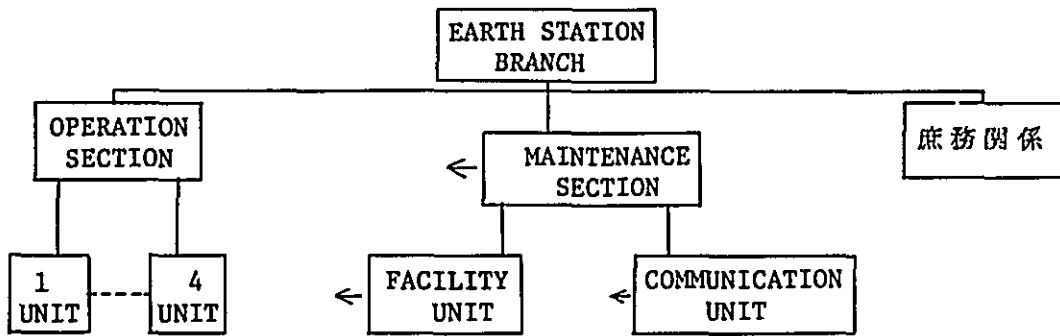 EARTH STATION
BRANCH
OPERATION
SECTION
MAINTENANCE
SECTION
庶務関係
1
UNIT
4
UNIT
FACILITY
UNIT
COMMUNICATION
UNIT